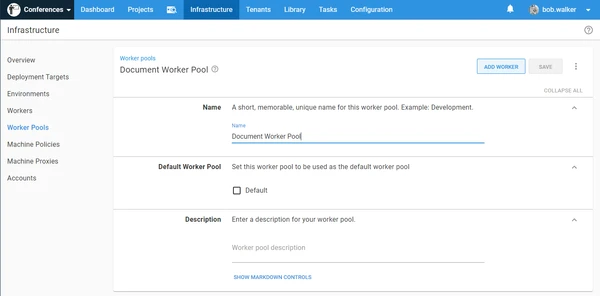 Conferences Dashboard Projects Infrastructure Tenants Library Tasks Configuration bob.walker
Infrastructure
Overview
Deployment Targets
Environments
Workers
Worker Pools
Machine Policies
Machine Proxies
Accounts
Worker pools
Document Worker Pool
ADD WORKER SAVE
COLLAPSE ALL
Name A short, memorable, unique name for this worker pool. Example: Development.
Name
Document Worker Pool
Default Worker Pool Set this worker pool to be used as the default worker pool
Default
Description Enter a description for your worker pool.
Worker pool description
SHOW MARKDOWN CONTROLS